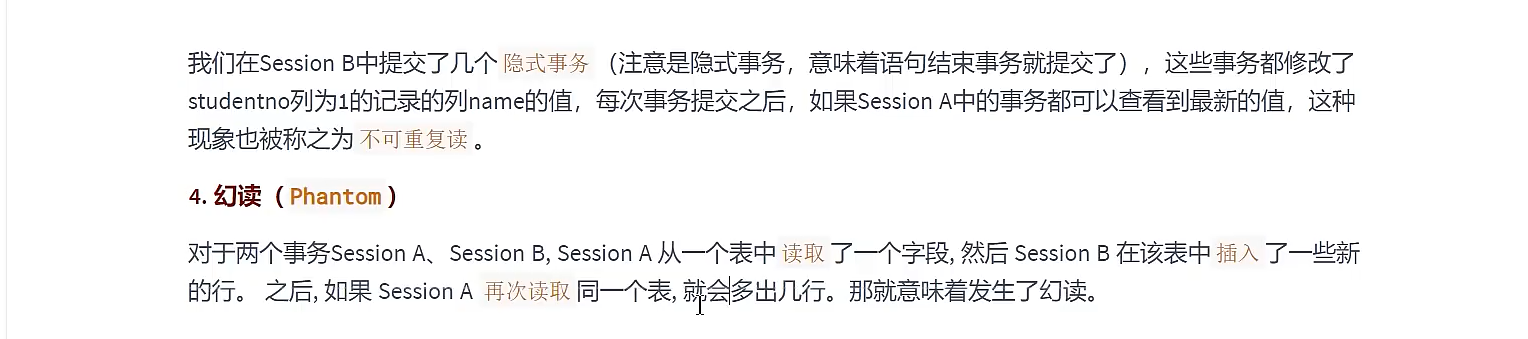 我们在Session B中提交了几个 隐式事务 （注意是隐式事务，意味着语句结束事务就提交了），这些事务都修改了
studentno列为1的记录的列name的值，每次事务提交之后，如果Session A中的事务都可以查看到最新的值，这种
现象也被称之为 不可重复读 。
4. 幻读（ Phantom ）
对于两个事务Session A、Session B, Session A 从一个表中 读取 了一个字段, 然后 Session B 在该表中 插入 了一些新
的行。 之后, 如果 Session A 再次读取 同一个表, 就会多出几行。那就意味着发生了幻读。